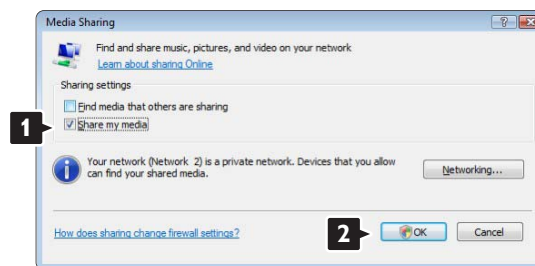 Media Sharing
Find and share music, pictures, and video on your network
Learn about sharing Online
Sharing settings
Find media that others are sharing
1
Share my media
Your network (Network 2) is a private network. Devices that you allow
can find your shared media.
Networking...
How does sharing change firewall settings?
2
OK
Cancel